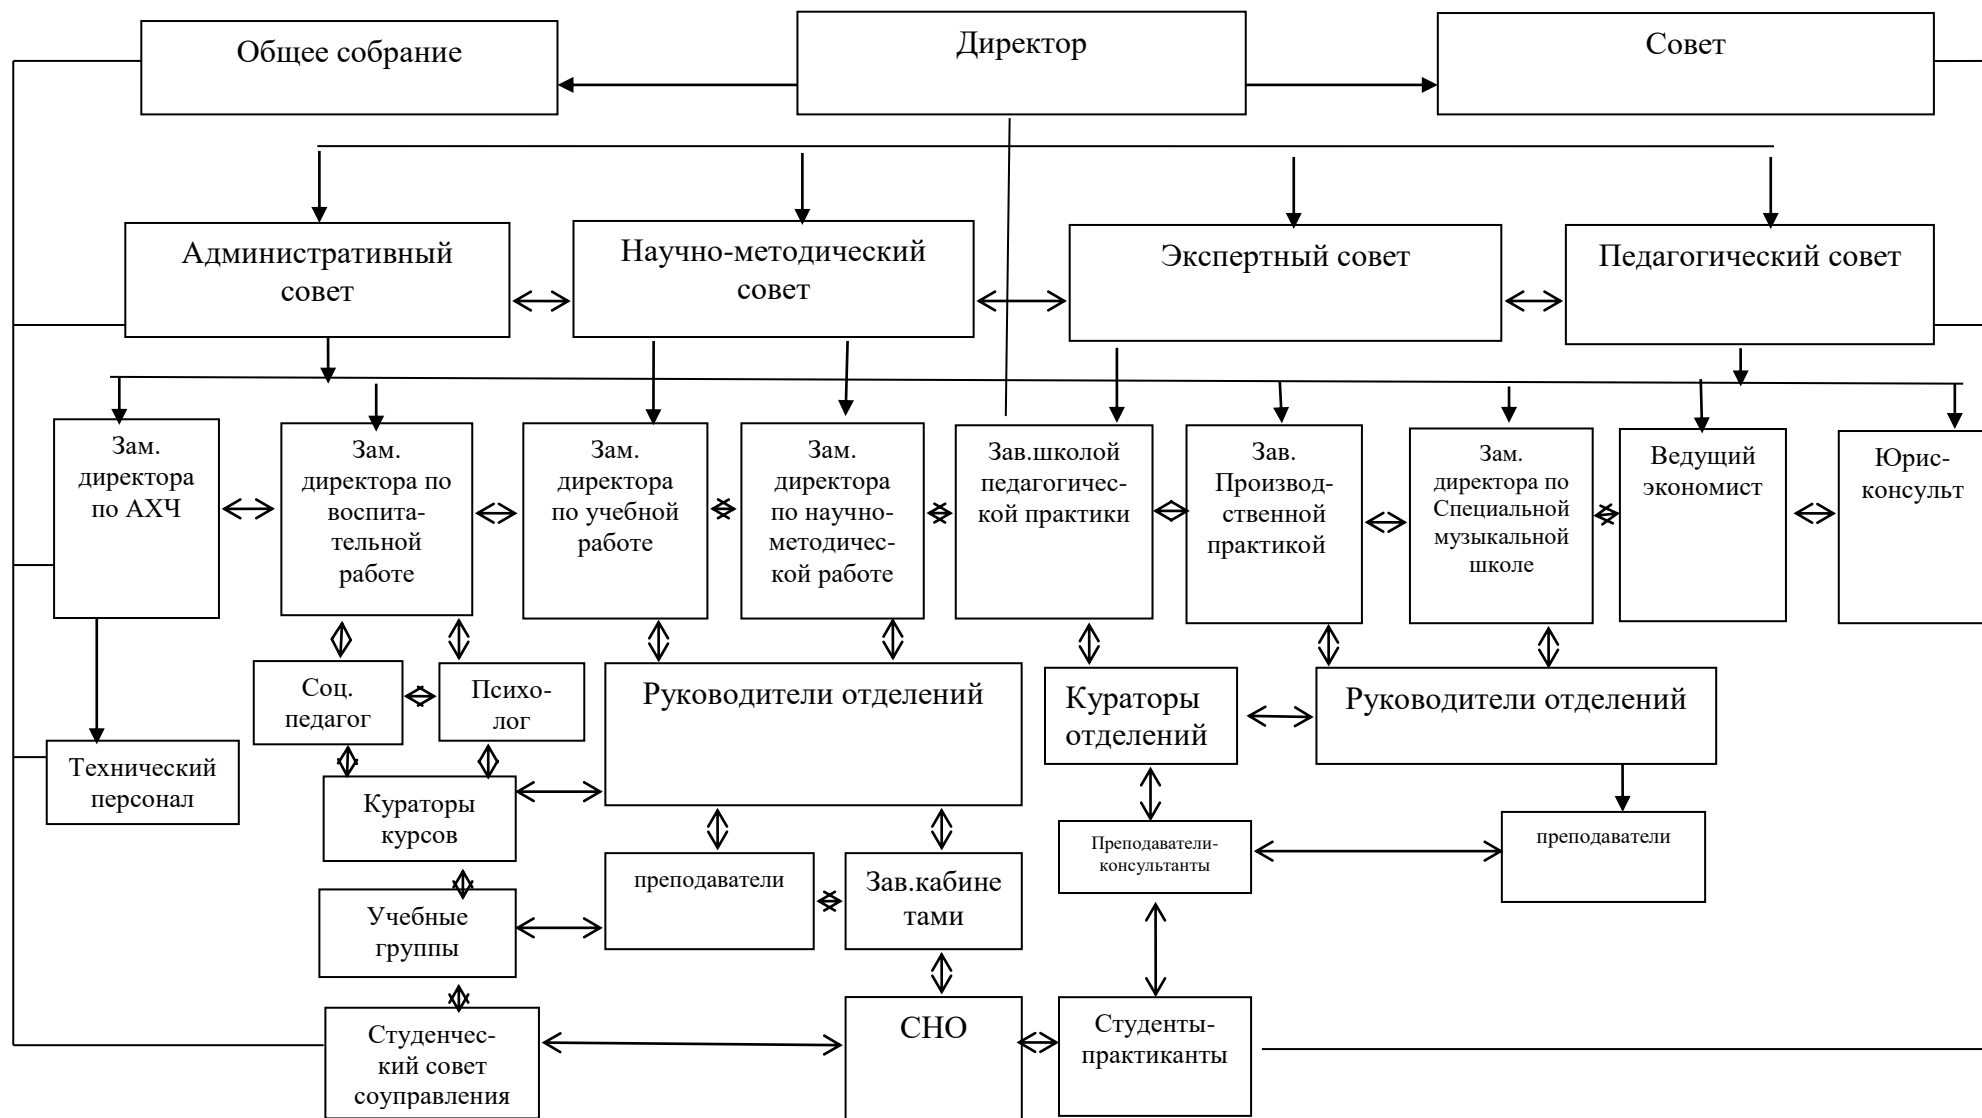 Общее собрание
Директор
Совет
Административный
совет
Научно-методический
совет
Экспертный совет
Педагогический совет
Зам.
директора
по АХЧ
Зам.
директора по
воспита-
тельной
работе
Зам.
директора
по учебной
работе
Зам.
директора
по научно-
методичес-
кой работе
Зав.школой
педагогичес-
кой практики
Зав.
Производ-
ственной
практикой
Зам.
директора по
Специальной
музыкальной
школе
Ведущий
экономист
Юрис-
консульт
Соц.
педагог
Психо-
лог
Руководители отделений
Кураторы
отделений
Руководители отделений
Технический
персонал
Кураторы
курсов
преподаватели
Зав.кабине
тами
Преподаватели-
консультанты
преподаватели
Учебные
группы
Студенчес-
кий совет
соуправления
СНО
Студенты-
практиканты